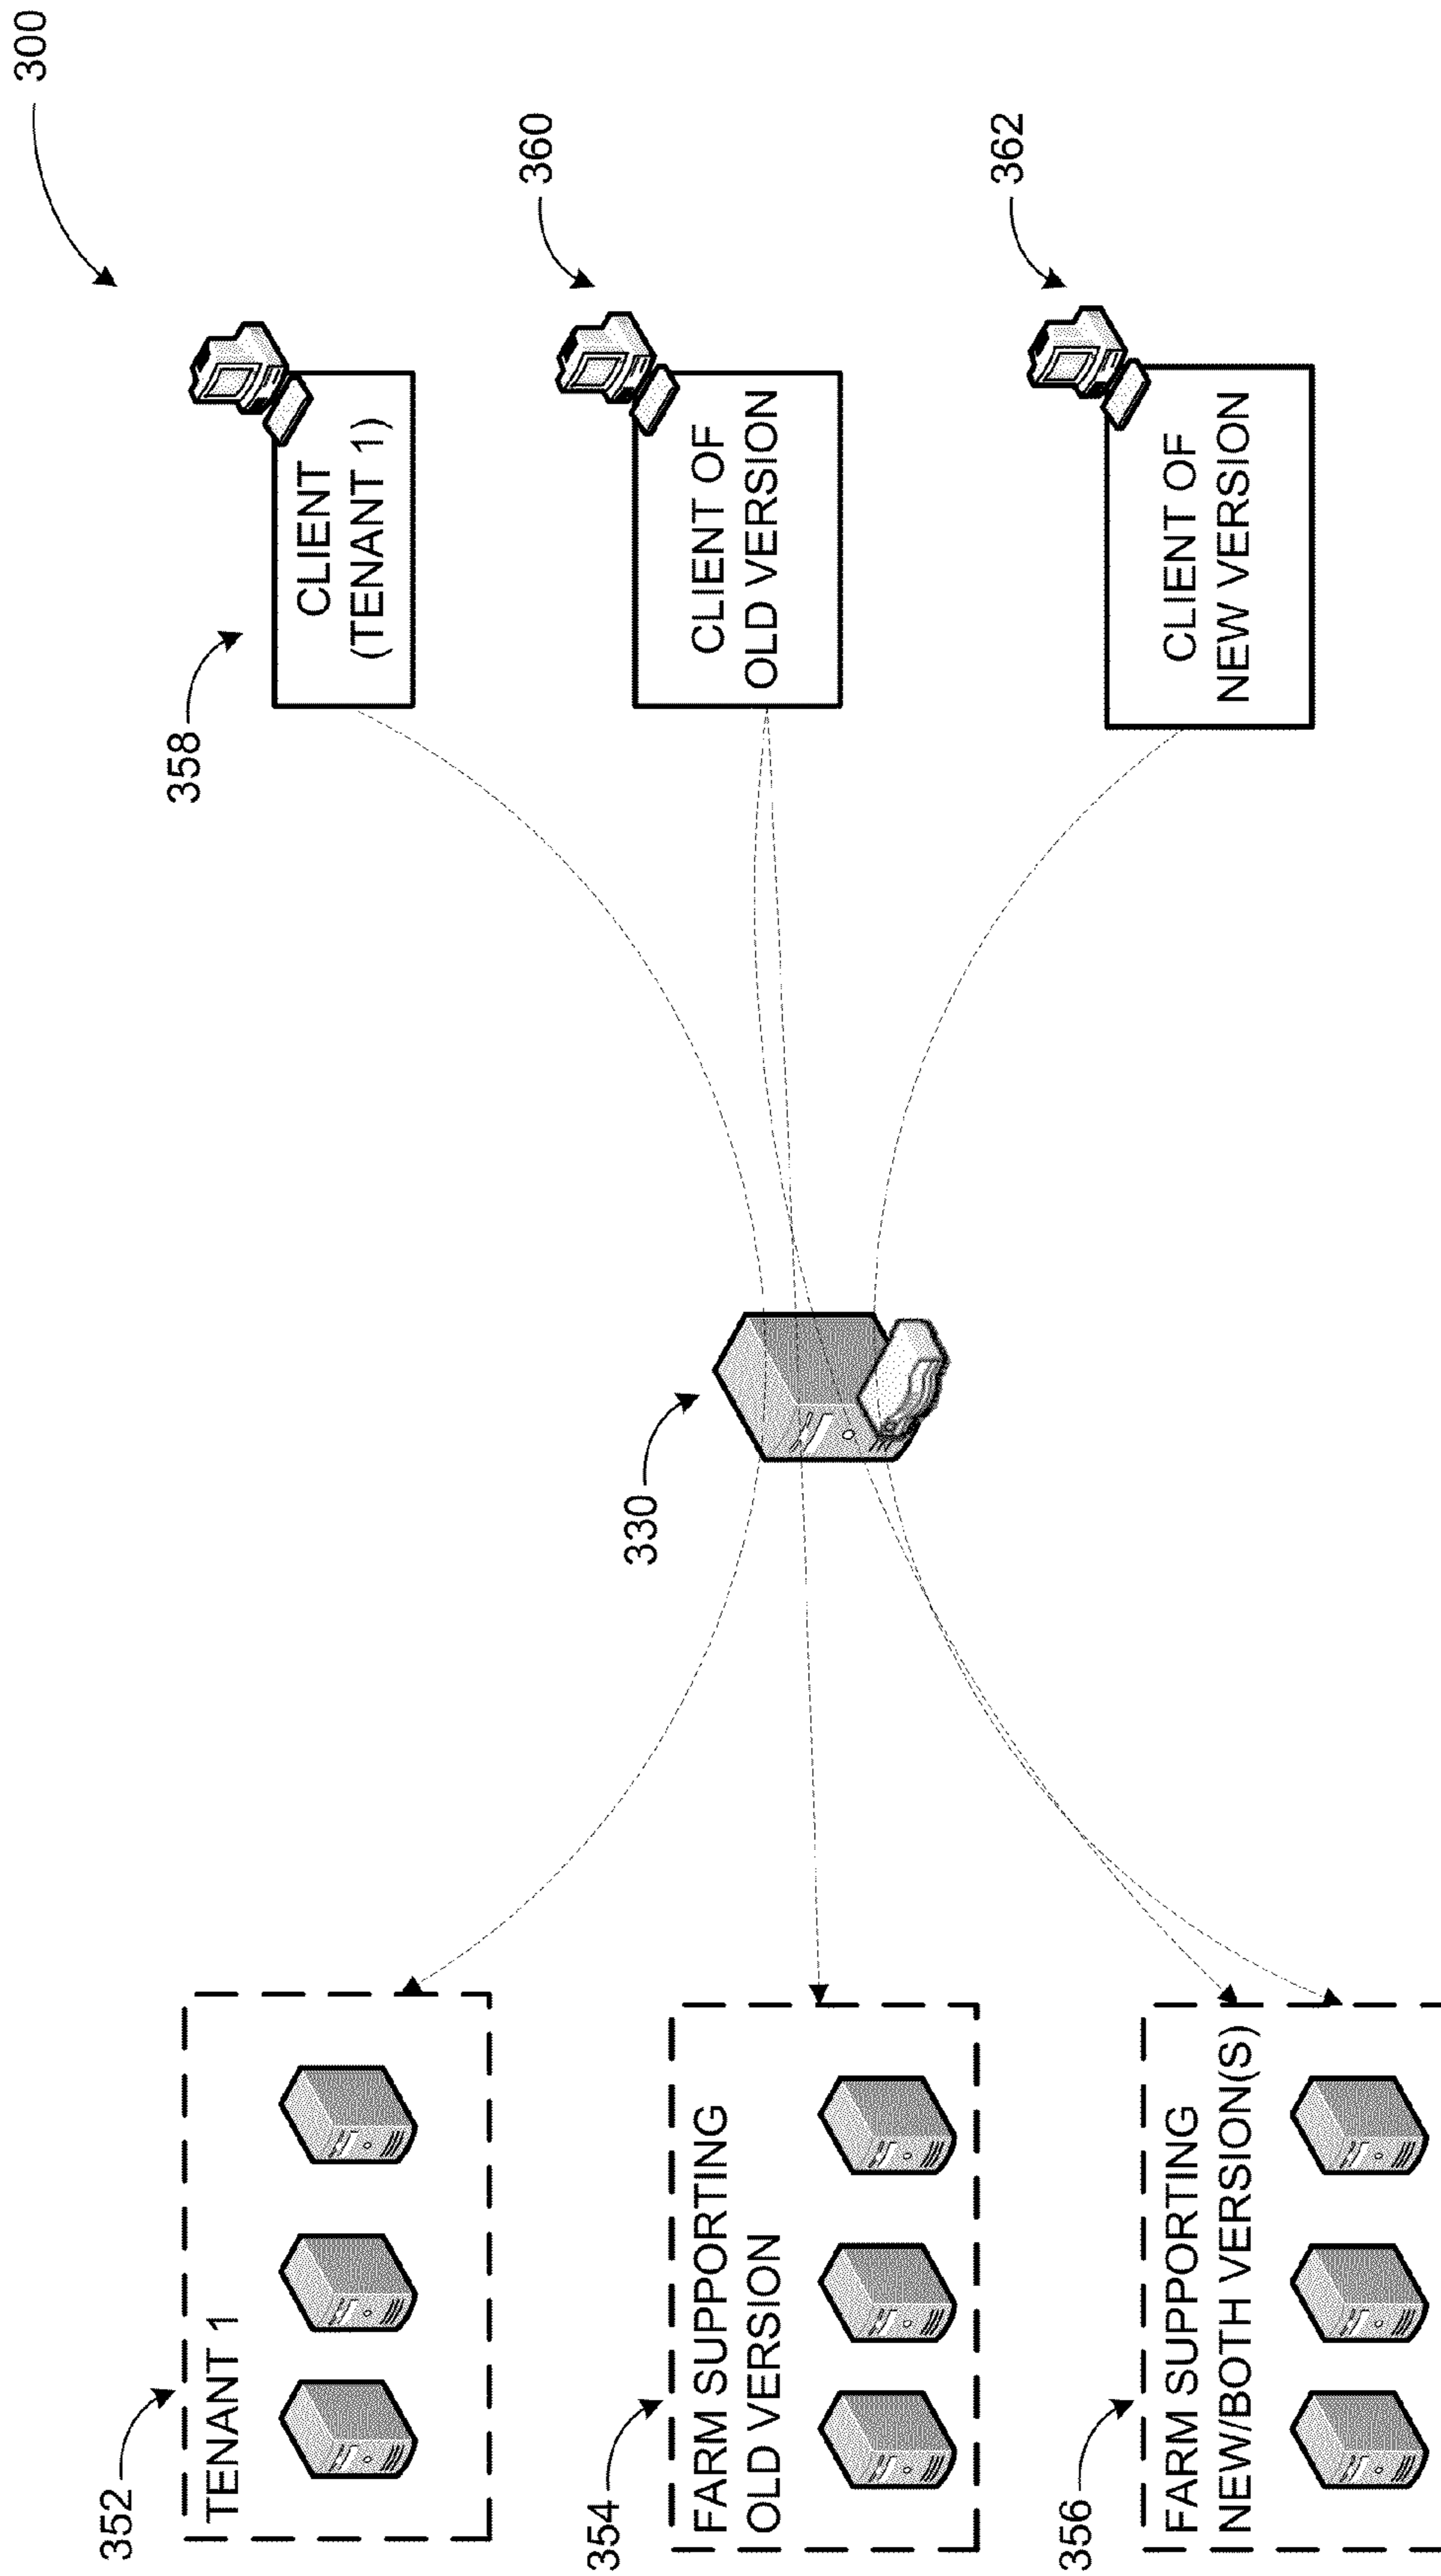 300
358
CLIENT
(TENANT 1)
360
CLIENT OF
OLD VERSION
362
CLIENT OF
NEW VERSION
330
352
TENANT 1
354
FARM SUPPORTING
OLD VERSION
356
FARM SUPPORTING
NEW/BOTH VERSION(S)